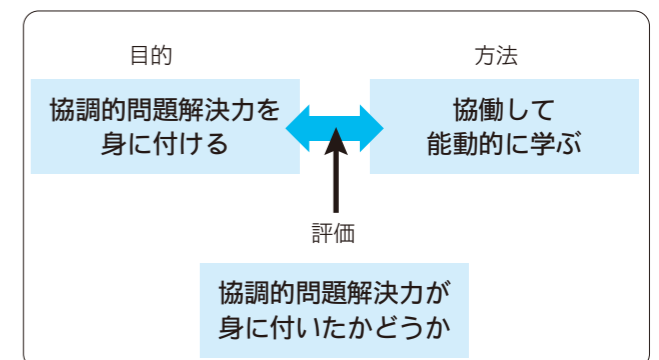 目的
方法
協調的問題解決力を
身に付ける
協働して
能動的に学ぶ
評価
協調的問題解決力が
身に付いたかどうか